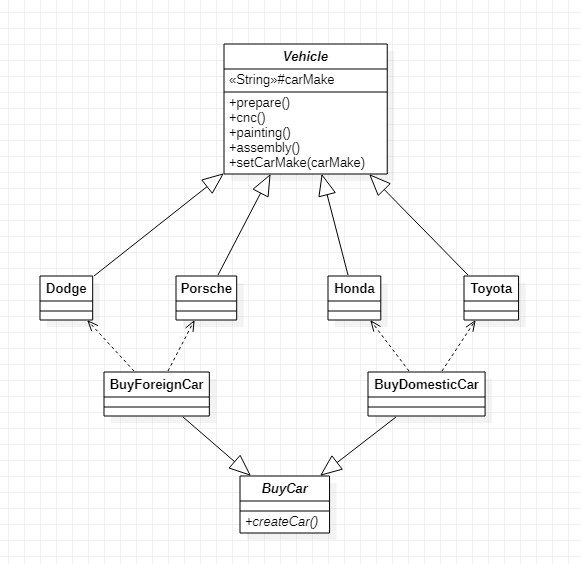 Vehicle
«String»#carMake
+prepare()
+cnc()
+painting()
+assembly()
+setCarMake(carMake)
Dodge
Porsche
Honda
Toyota
BuyForeignCar
BuyDomesticCar
BuyCar
+createCar()